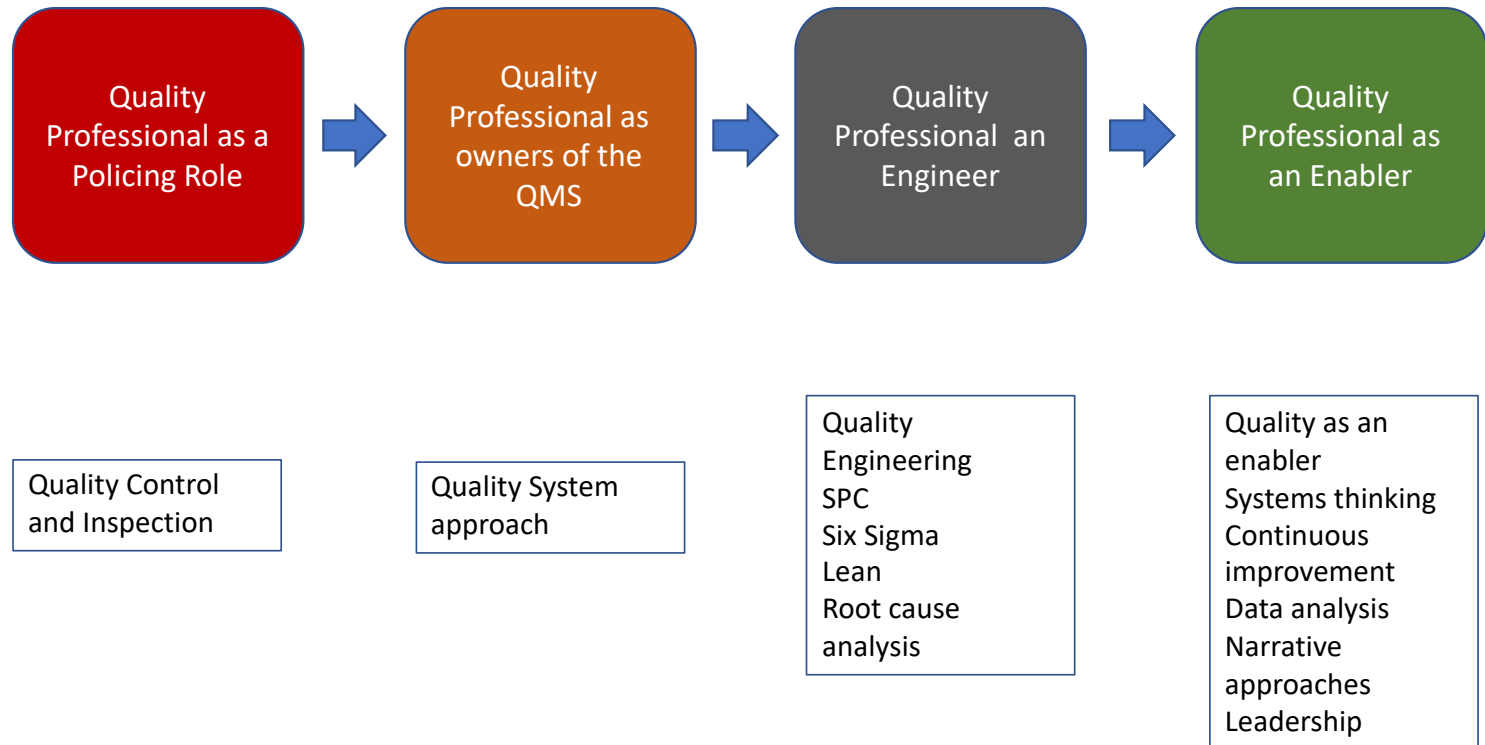 Quality
Professional as a
Policing Role
Quality
Professional as
owners of the
QMS
Quality
Professional  an
Engineer
Quality
Professional as
an Enabler
Quality Control
and Inspection
Quality System
approach
Quality
Engineering
SPC
Six Sigma
Lean
Root cause
analysis
Quality as an
enabler
Systems thinking
Continuous
improvement
Data analysis
Narrative
approaches
Leadership